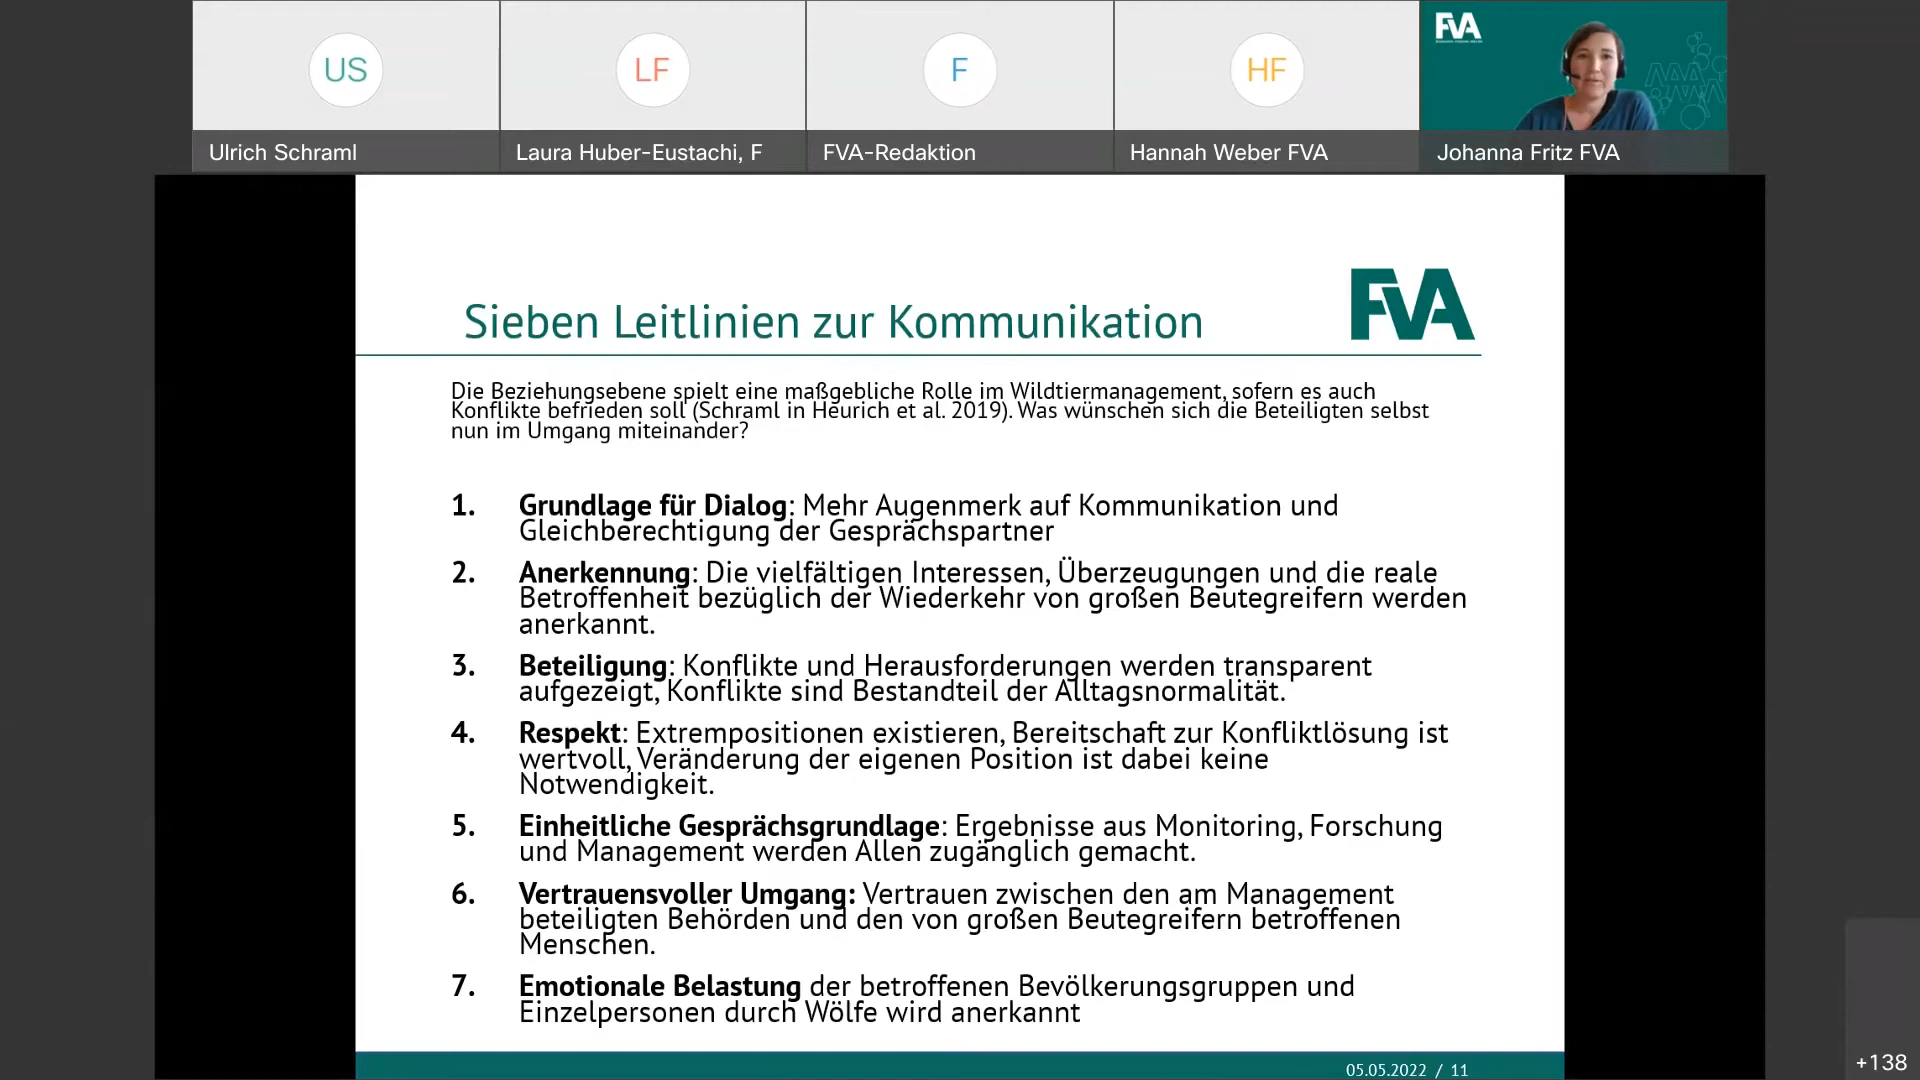 US
LF
F
HF
FVA
Ulrich Schraml
Laura Huber-Eustachi, F
FVA-Redaktion
Hannah Weber FVA
Johanna Fritz FVA
FVA
Sieben Leitlinien zur Kommunikation
Die Beziehungsebene spielt eine maßgebliche Rolle im Wildtiermanagement, sofern es auch
Konflikte befrieden soll (Schraml in Heurich et al. 2019). Was wünschen sich die Beteiligten selbst
nun im Umgang miteinander?
1. Grundlage für Dialog: Mehr Augenmerk auf Kommunikation und
Gleichberechtigung der Gesprächspartner
2. Anerkennung: Die vielfältigen Interessen, Überzeugungen und die reale
Betroffenheit bezüglich der Wiederkehr von großen Beutegreifern werden
anerkannt.
3. Beteiligung: Konflikte und Herausforderungen werden transparent
aufgezeigt, Konflikte sind Bestandteil der Alltagsnormalität.
4. Respekt: Extrempositionen existieren, Bereitschaft zur Konfliktlösung ist
wertvoll, Veränderung der eigenen Position ist dabei keine
Notwendigkeit.
5. Einheitliche Gesprächsgrundlage: Ergebnisse aus Monitoring, Forschung
und Management werden Allen zugänglich gemacht.
6. Vertrauensvoller Umgang: Vertrauen zwischen den am Management
beteiligten Behörden und den von großen Beutegreifern betroffenen
Menschen.
7. Emotionale Belastung der betroffenen Bevölkerungsgruppen und
Einzelpersonen durch Wölfe wird anerkannt
05.05.2022 / 11
+138